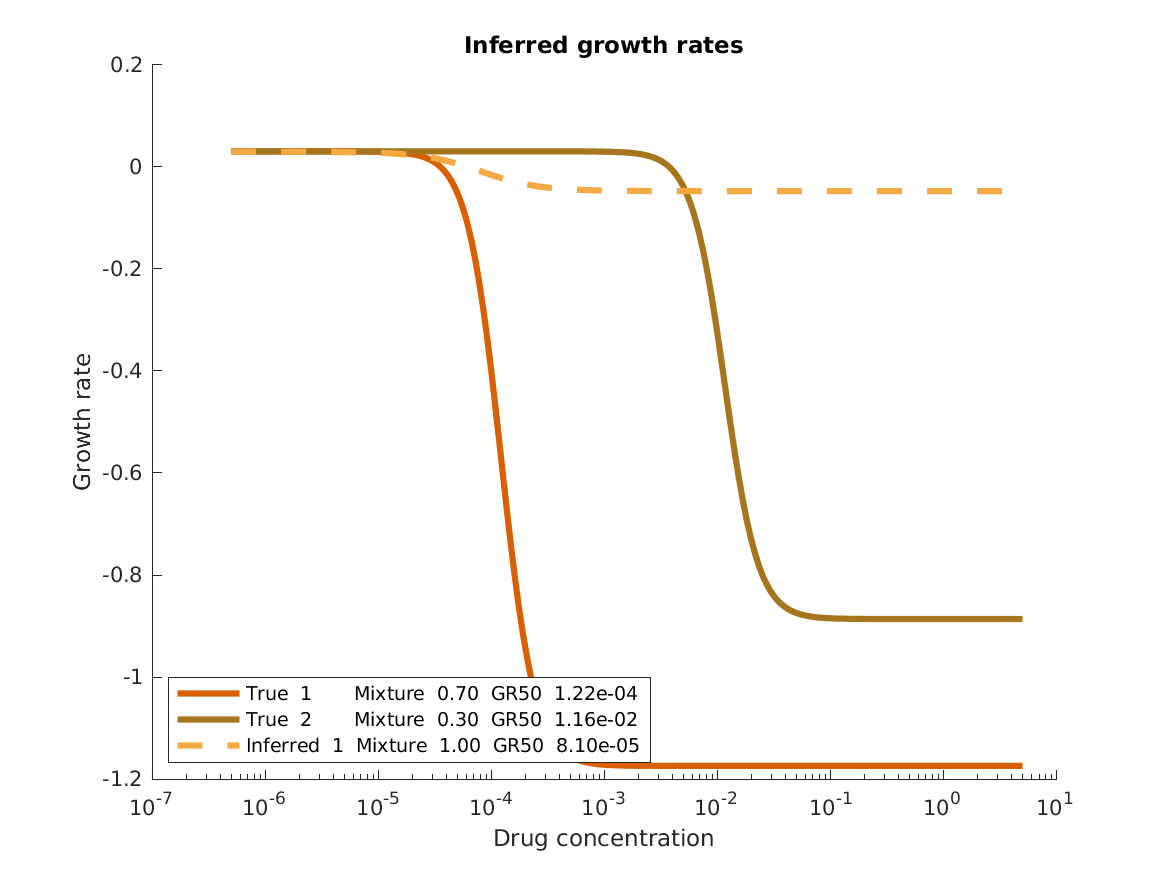 Inferred growth rates
0.2
0
-0.2
-0.4
-0.6
-0.8
-1
-1.2
Growth rate
True 1 Mixture 0.70 GR50 1.22e-04
True 2 Mixture 0.30 GR50 1.16e-02
Inferred 1 Mixture 1.00 GR50 8.10e-05
10^-7 10^-6 10^-5 10^-4 10^-3 10^-2 10^-1 10^0 10^1
Drug concentration